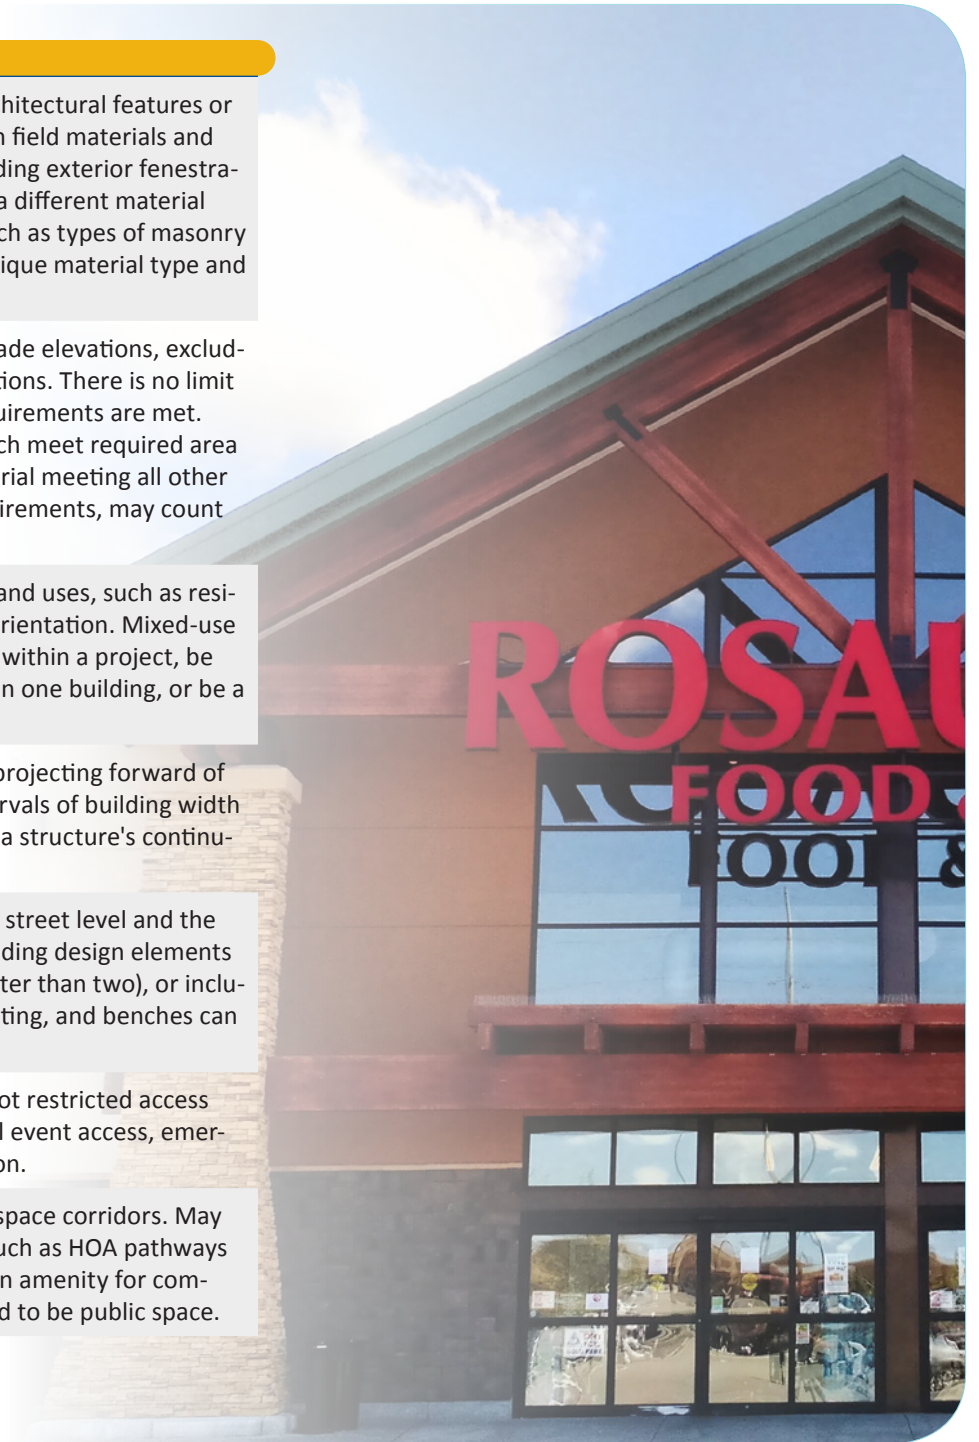 hitectural features or
n field materials and
ding exterior fenestra-
a different material
ch as types of masonry
ique material type and
ade elevations, exclud-
tions. There is no limit
uirements are met.
ch meet required area
rial meeting all other
irements, may count
and uses, such as resi-
rientation. Mixed-use
within a project, be
n one building, or be a
projecting forward of
rvals of building width
a structure's continu-
street level and the
ding design elements
ter than two), or inclu-
ting, and benches can
ot restricted access
l event access, emer-
on.
space corridors. May
uch as HOA pathways
n amenity for com-
d to be public space.
ROSAU
FOOD &
FOOD &